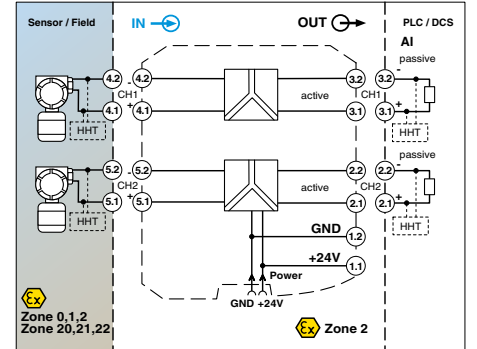 Sensor / Field IN OUT PLC / DCS
AI
passive
4.2 4.2 - 3.2 3.2 -
CH1 active CH1
4.1 + 4.1 3.1 3.1 +
HHT HHT
passive
5.2 - 5.2 2.2 2.2 -
CH2 active CH2
5.1 + 5.1 2.1 2.1 +
HHT HHT
GND 1.2
+24V 1.1
Power
GND +24V
Ex
Zone 0,1,2
Zone 20,21,22
Ex Zone 2